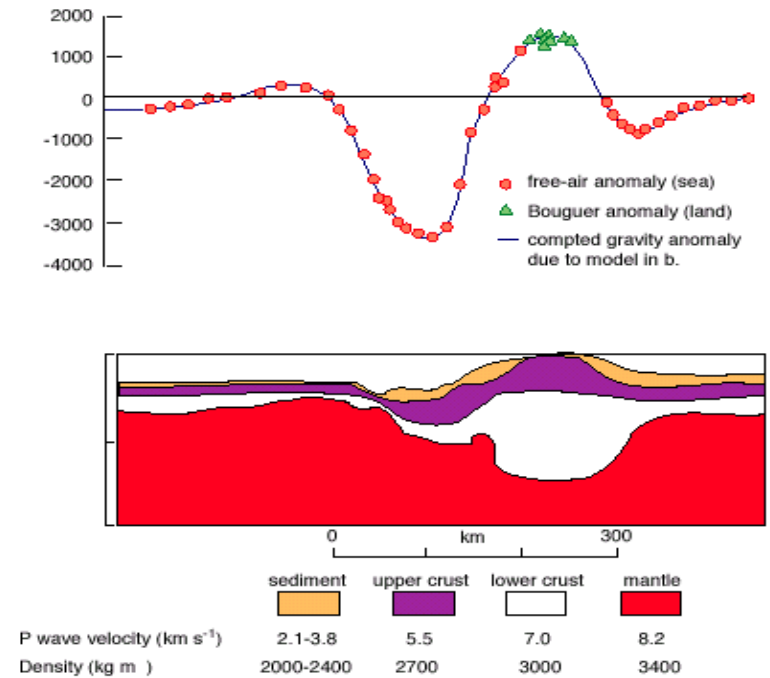 2000
1000
0
-1000
-2000
-3000
-4000
free-air anomaly (sea)
Bouguer anomaly (land)
compted gravity anomaly
due to model in b.
0 km 300
sediment upper crust lower crust mantle
P wave velocity (km s⁻¹) 2.1-3.8 5.5 7.0 8.2
Density (kg m ) 2000-2400 2700 3000 3400